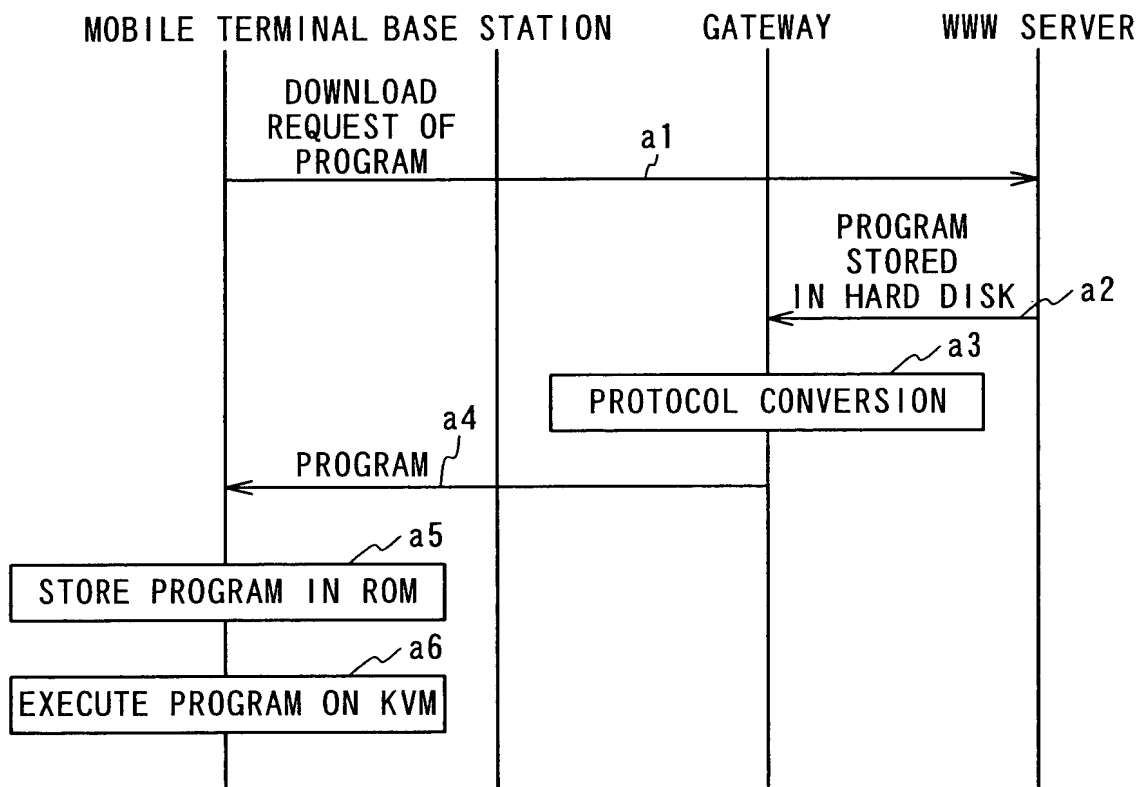 MOBILE TERMINAL BASE STATION GATEWAY WWW SERVER
DOWNLOAD
REQUEST OF
PROGRAM
a1
PROGRAM
STORED
IN HARD DISK
a2
a3
PROTOCOL CONVERSION
a4
PROGRAM
a5
STORE PROGRAM IN ROM
a6
EXECUTE PROGRAM ON KVM